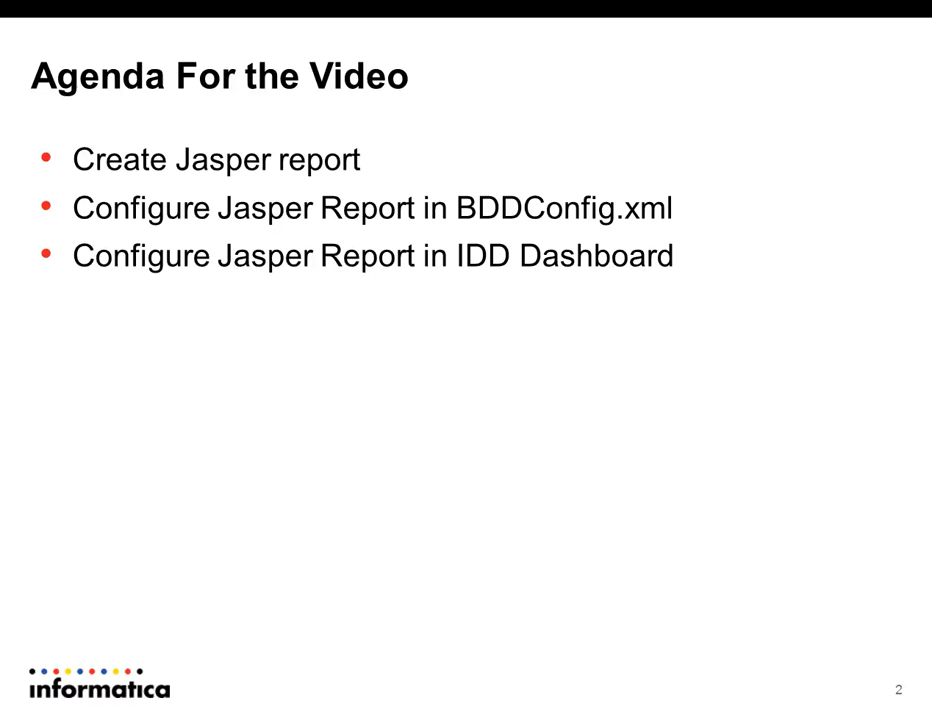 Agenda For the Video
• Create Jasper report
• Configure Jasper Report in BDDConfig.xml
• Configure Jasper Report in IDD Dashboard
informatica
2